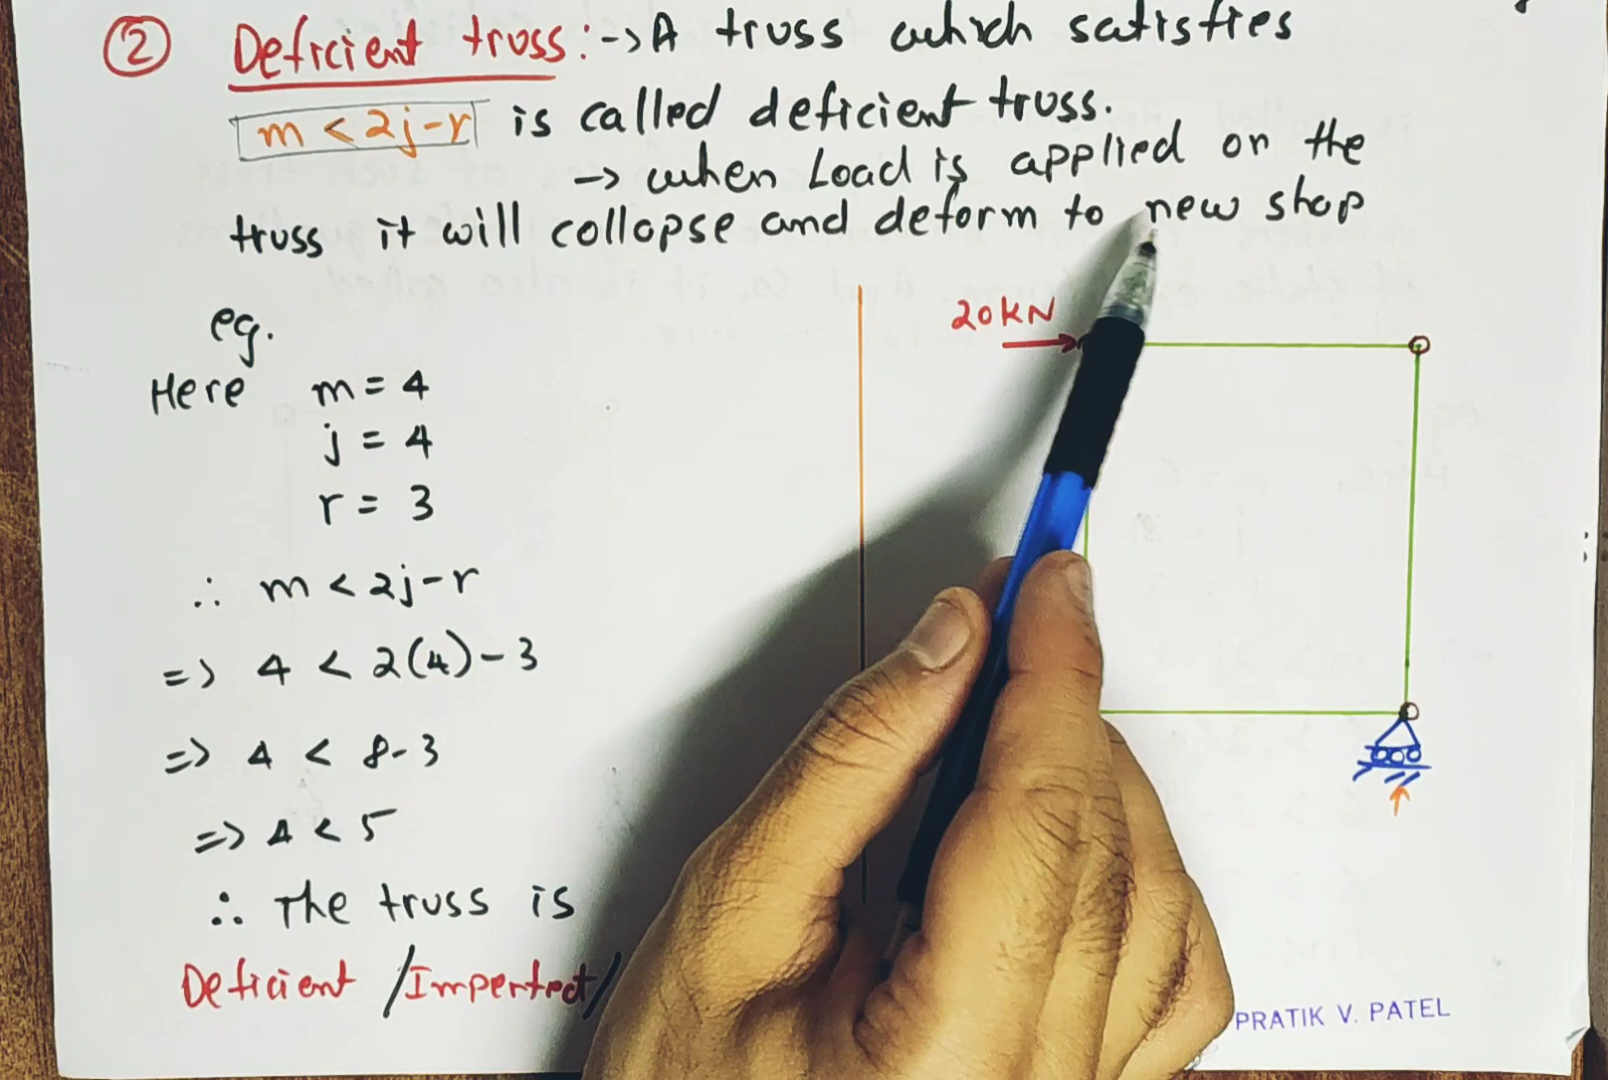 ② Deficient truss:-> A truss which satisfies
m < 2j-r is called deficient truss.
-> when Load is applied on the
truss it will collapse and deform to new shap
eg.
Here m = 4
j = 4
r = 3
∴ m < 2j-r
=> 4 < 2(4)-3
=> 4 < 8-3
=> 4 < 5
∴ The truss is
Deficient /Imperfect/
20KN
PRATIK V. PATEL